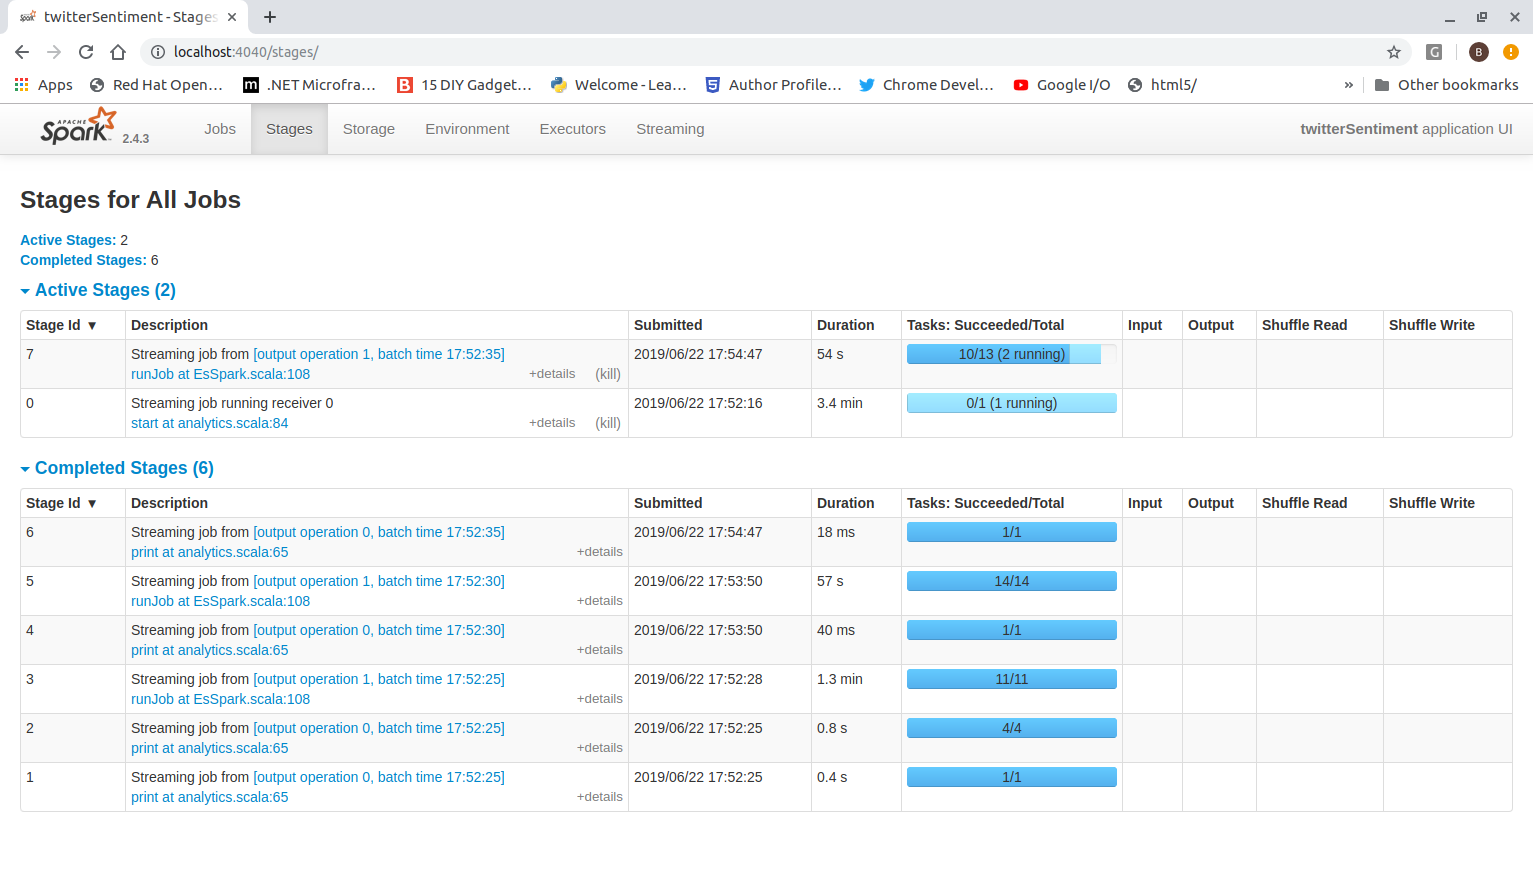 twitterSentiment - Stages
localhost:4040/stages/
G
B
Apps
Red Hat Open…
m
.NET Microfra…
B
15 DIY Gadget…
Welcome - Lea…
5
Author Profile…
Chrome Devel…
Google I/O
html5/
»
Other bookmarks
APACHE
Spark
2.4.3
Jobs
Stages
Storage
Environment
Executors
Streaming
twitterSentiment application UI
Stages for All Jobs
Active Stages: 2
Completed Stages: 6
Active Stages (2)
Stage Id ▾ Description Submitted Duration Tasks: Succeeded/Total Input Output Shuffle Read Shuffle Write
7 Streaming job from [output operation 1, batch time 17:52:35] 2019/06/22 17:54:47 54 s 10/13 (2 running)
runJob at EsSpark.scala:108 +details (kill)
0 Streaming job running receiver 0 2019/06/22 17:52:16 3.4 min 0/1 (1 running)
start at analytics.scala:84 +details (kill)
Completed Stages (6)
Stage Id ▾ Description Submitted Duration Tasks: Succeeded/Total Input Output Shuffle Read Shuffle Write
6 Streaming job from [output operation 0, batch time 17:52:35] 2019/06/22 17:54:47 18 ms 1/1
print at analytics.scala:65 +details
5 Streaming job from [output operation 1, batch time 17:52:30] 2019/06/22 17:53:50 57 s 14/14
runJob at EsSpark.scala:108 +details
4 Streaming job from [output operation 0, batch time 17:52:30] 2019/06/22 17:53:50 40 ms 1/1
print at analytics.scala:65 +details
3 Streaming job from [output operation 1, batch time 17:52:25] 2019/06/22 17:52:28 1.3 min 11/11
runJob at EsSpark.scala:108 +details
2 Streaming job from [output operation 0, batch time 17:52:25] 2019/06/22 17:52:25 0.8 s 4/4
print at analytics.scala:65 +details
1 Streaming job from [output operation 0, batch time 17:52:25] 2019/06/22 17:52:25 0.4 s 1/1
print at analytics.scala:65 +details